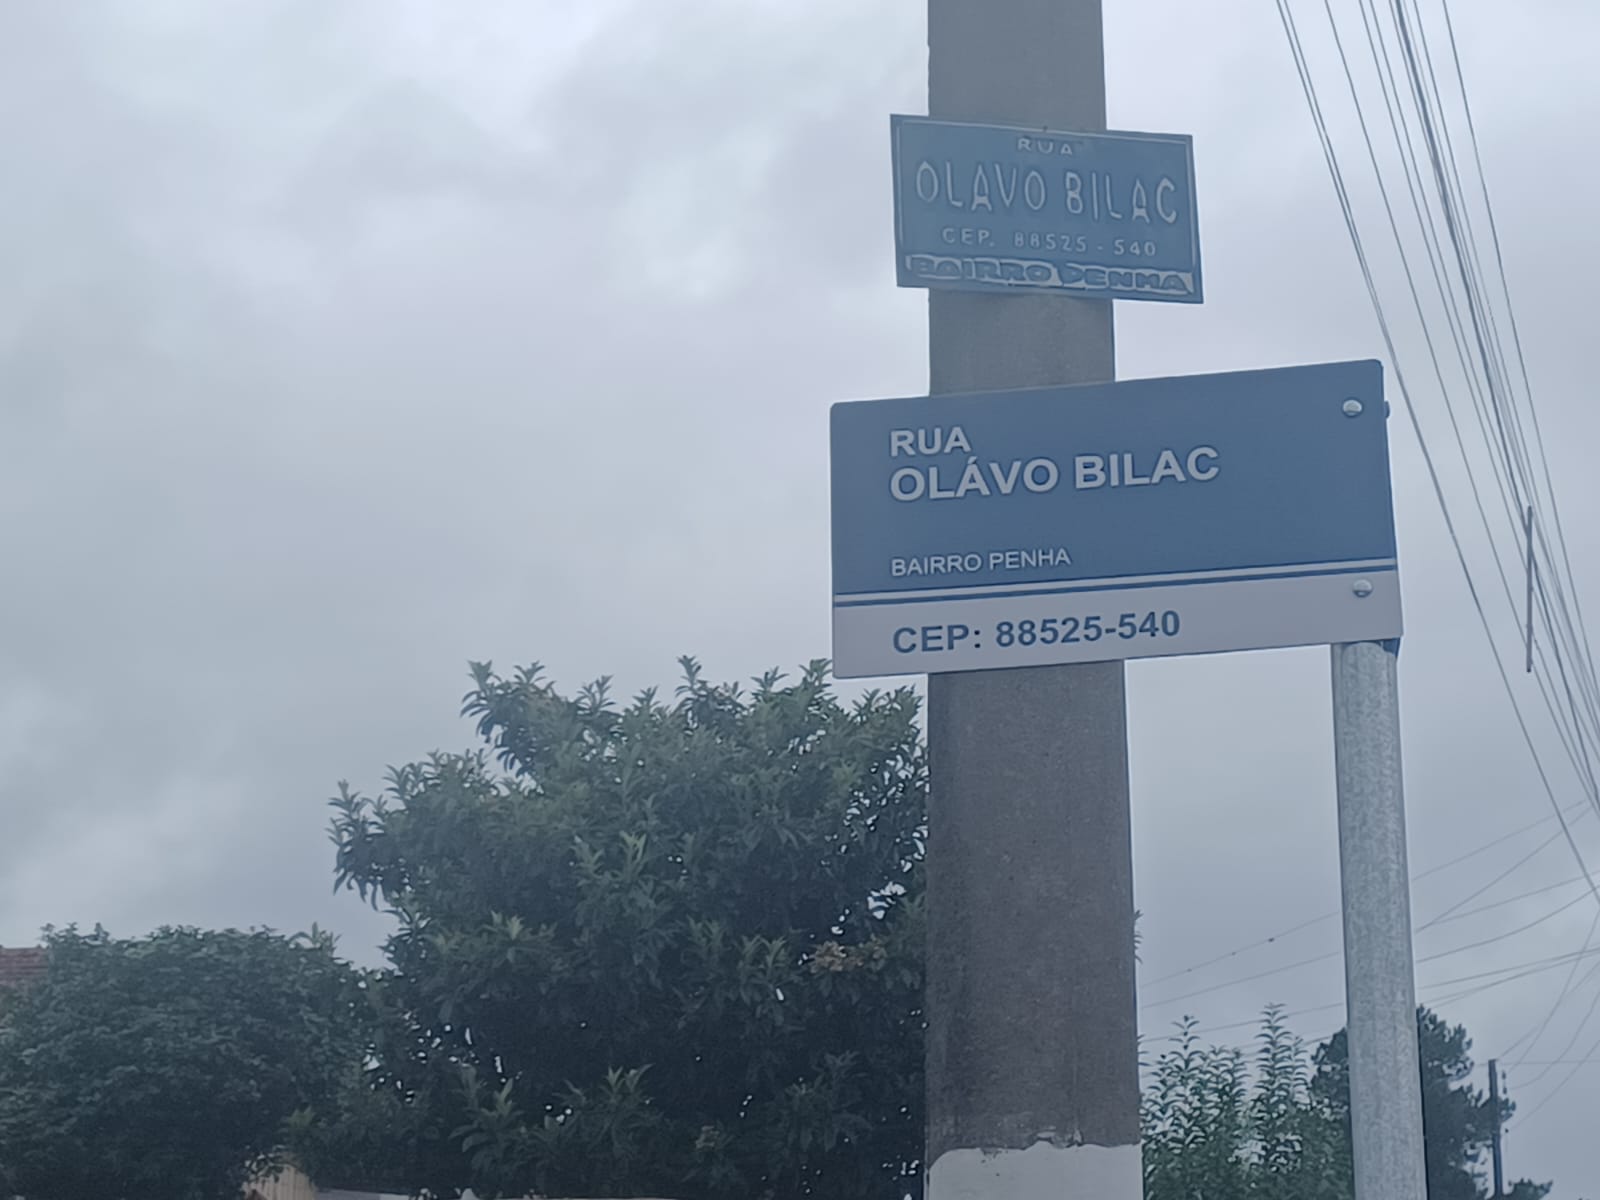 RUA
OLAVO BILAC
CEP. 88525-540
BAIRRO PENHA
RUA
OLÁVO BILAC
BAIRRO PENHA
CEP: 88525-540